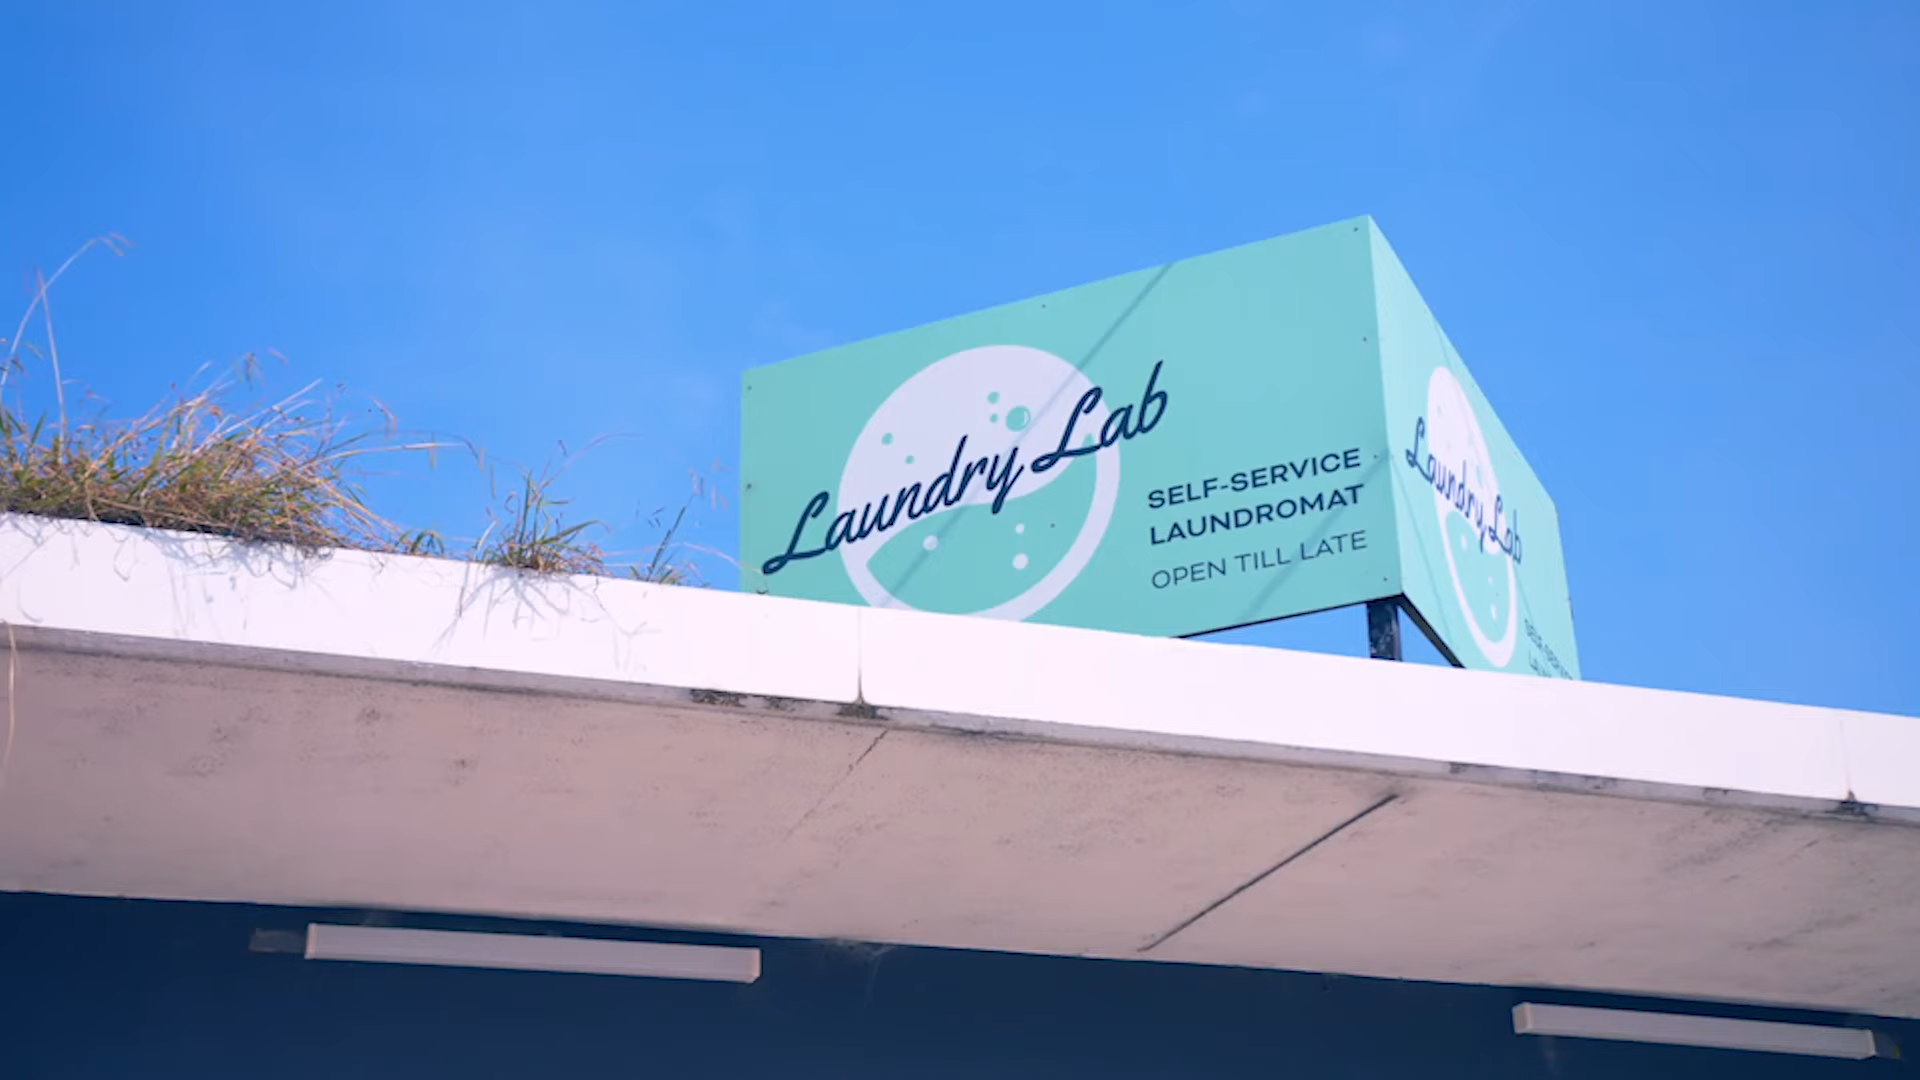 Laundry Lab
SELF-SERVICE
LAUNDROMAT
OPEN TILL LATE
Laundry Lab